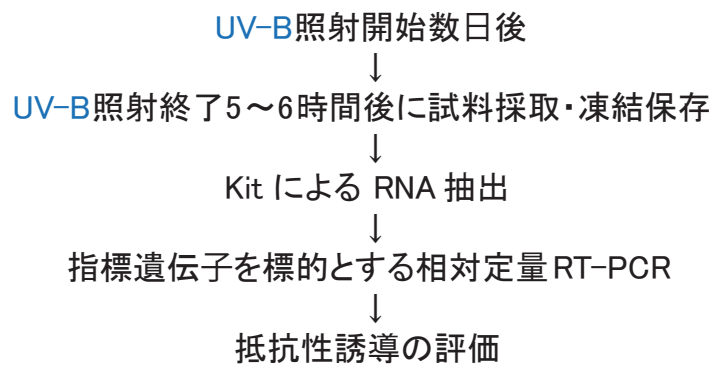 UV-B照射開始数日後
↓
UV-B照射終了5～6時間後に試料採取・凍結保存
↓
Kit による RNA 抽出
↓
指標遺伝子を標的とする相対定量RT-PCR
↓
抵抗性誘導の評価